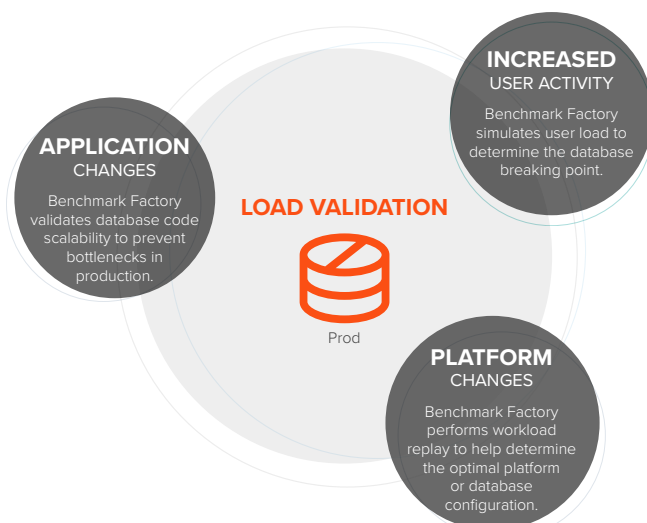 INCREASED
USER ACTIVITY
Benchmark Factory
simulates user load to
determine the database
breaking point.
APPLICATION
CHANGES
Benchmark Factory
validates database code
scalability to prevent
bottlenecks in
production.
LOAD VALIDATION
Prod
PLATFORM
CHANGES
Benchmark Factory
performs workload
replay to help determine
the optimal platform
or database
configuration.